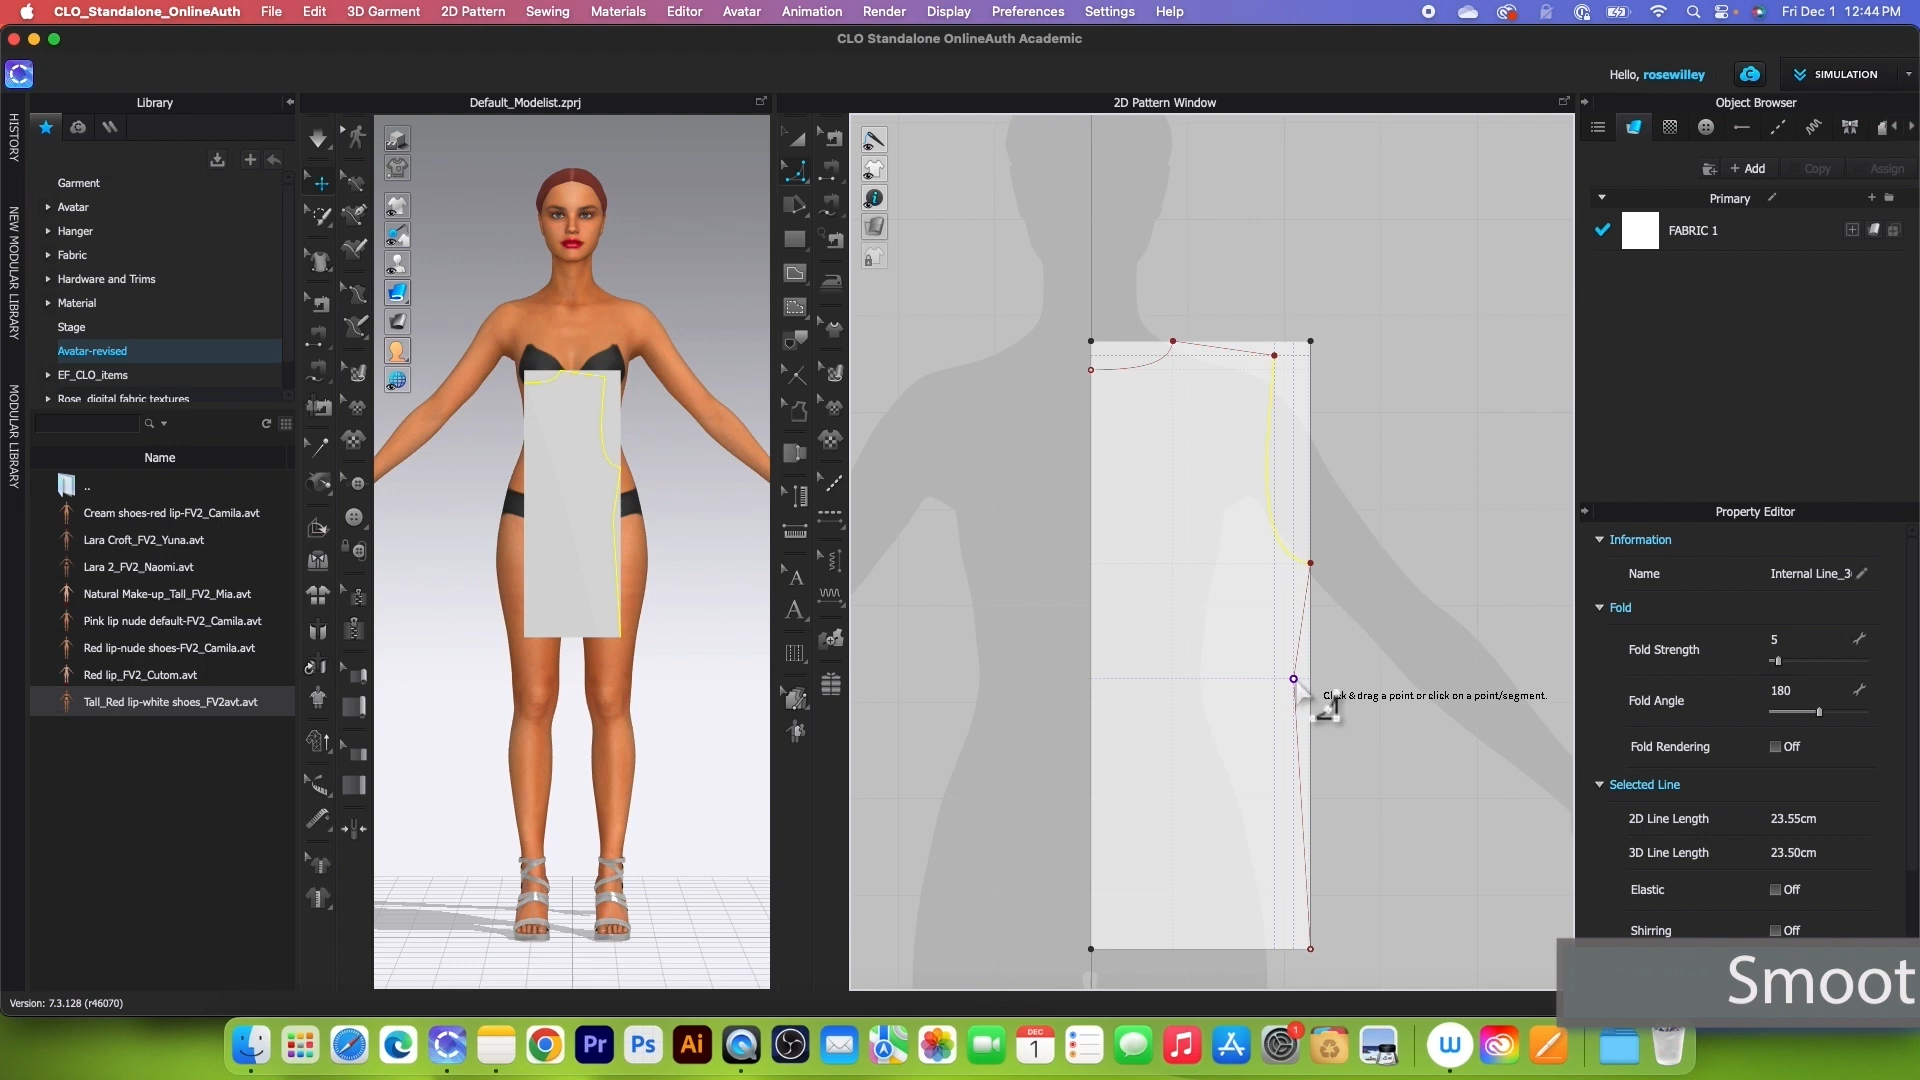 CLO_Standalone_OnlineAuth File Edit 3D Garment 2D Pattern Sewing Materials Editor Avatar Animation Render Display Preferences Settings Help Fri Dec 1 12:44 PM
CLO Standalone OnlineAuth Academic
Hello, rosewilley
SIMULATION
Library
Default_Modelist.zprj
2D Pattern Window
Object Browser
HISTORY
NEW MODULAR LIBRARY
MODULAR LIBRARY
Garment
Avatar
Hanger
Fabric
Hardware and Trims
Material
Stage
Avatar-revised
EF_CLO_items
Rose_digital fabric textures
Name
..
Cream shoes-red lip-FV2_Camila.avt
Lara Croft_FV2_Yuna.avt
Lara 2_FV2_Naomi.avt
Natural Make-up_Tall_FV2_Mia.avt
Pink lip nude default-FV2_Camila.avt
Red lip-nude shoes-FV2_Camila.avt
Red lip_FV2_Cutom.avt
Tall_Red lip-white shoes_FV2avt.avt
Click & drag a point or click on a point/segment.
+ Add
Copy
Assign
Primary
FABRIC 1
Property Editor
Information
Name Internal Line_3
Fold
Fold Strength 5
Fold Angle 180
Fold Rendering Off
Selected Line
2D Line Length 23.55cm
3D Line Length 23.50cm
Elastic Off
Shirring Off
Smoot
Version: 7.3.128 (r46070)
Pr
Ps
Ai
DEC
1
1
W